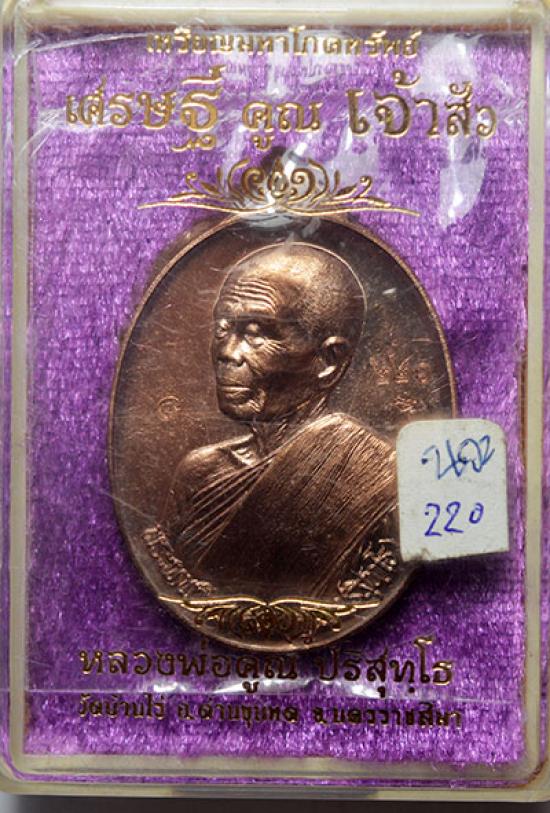 เหรียญมหาโภคทรัพย์
เศรษฐี คูณ เจ้าสัว
220
หลวงพ่อคูณ ปริสุทฺโธ
วัดบ้านไร่ อ.ด่านขุนทด จ.นครราชสีมา